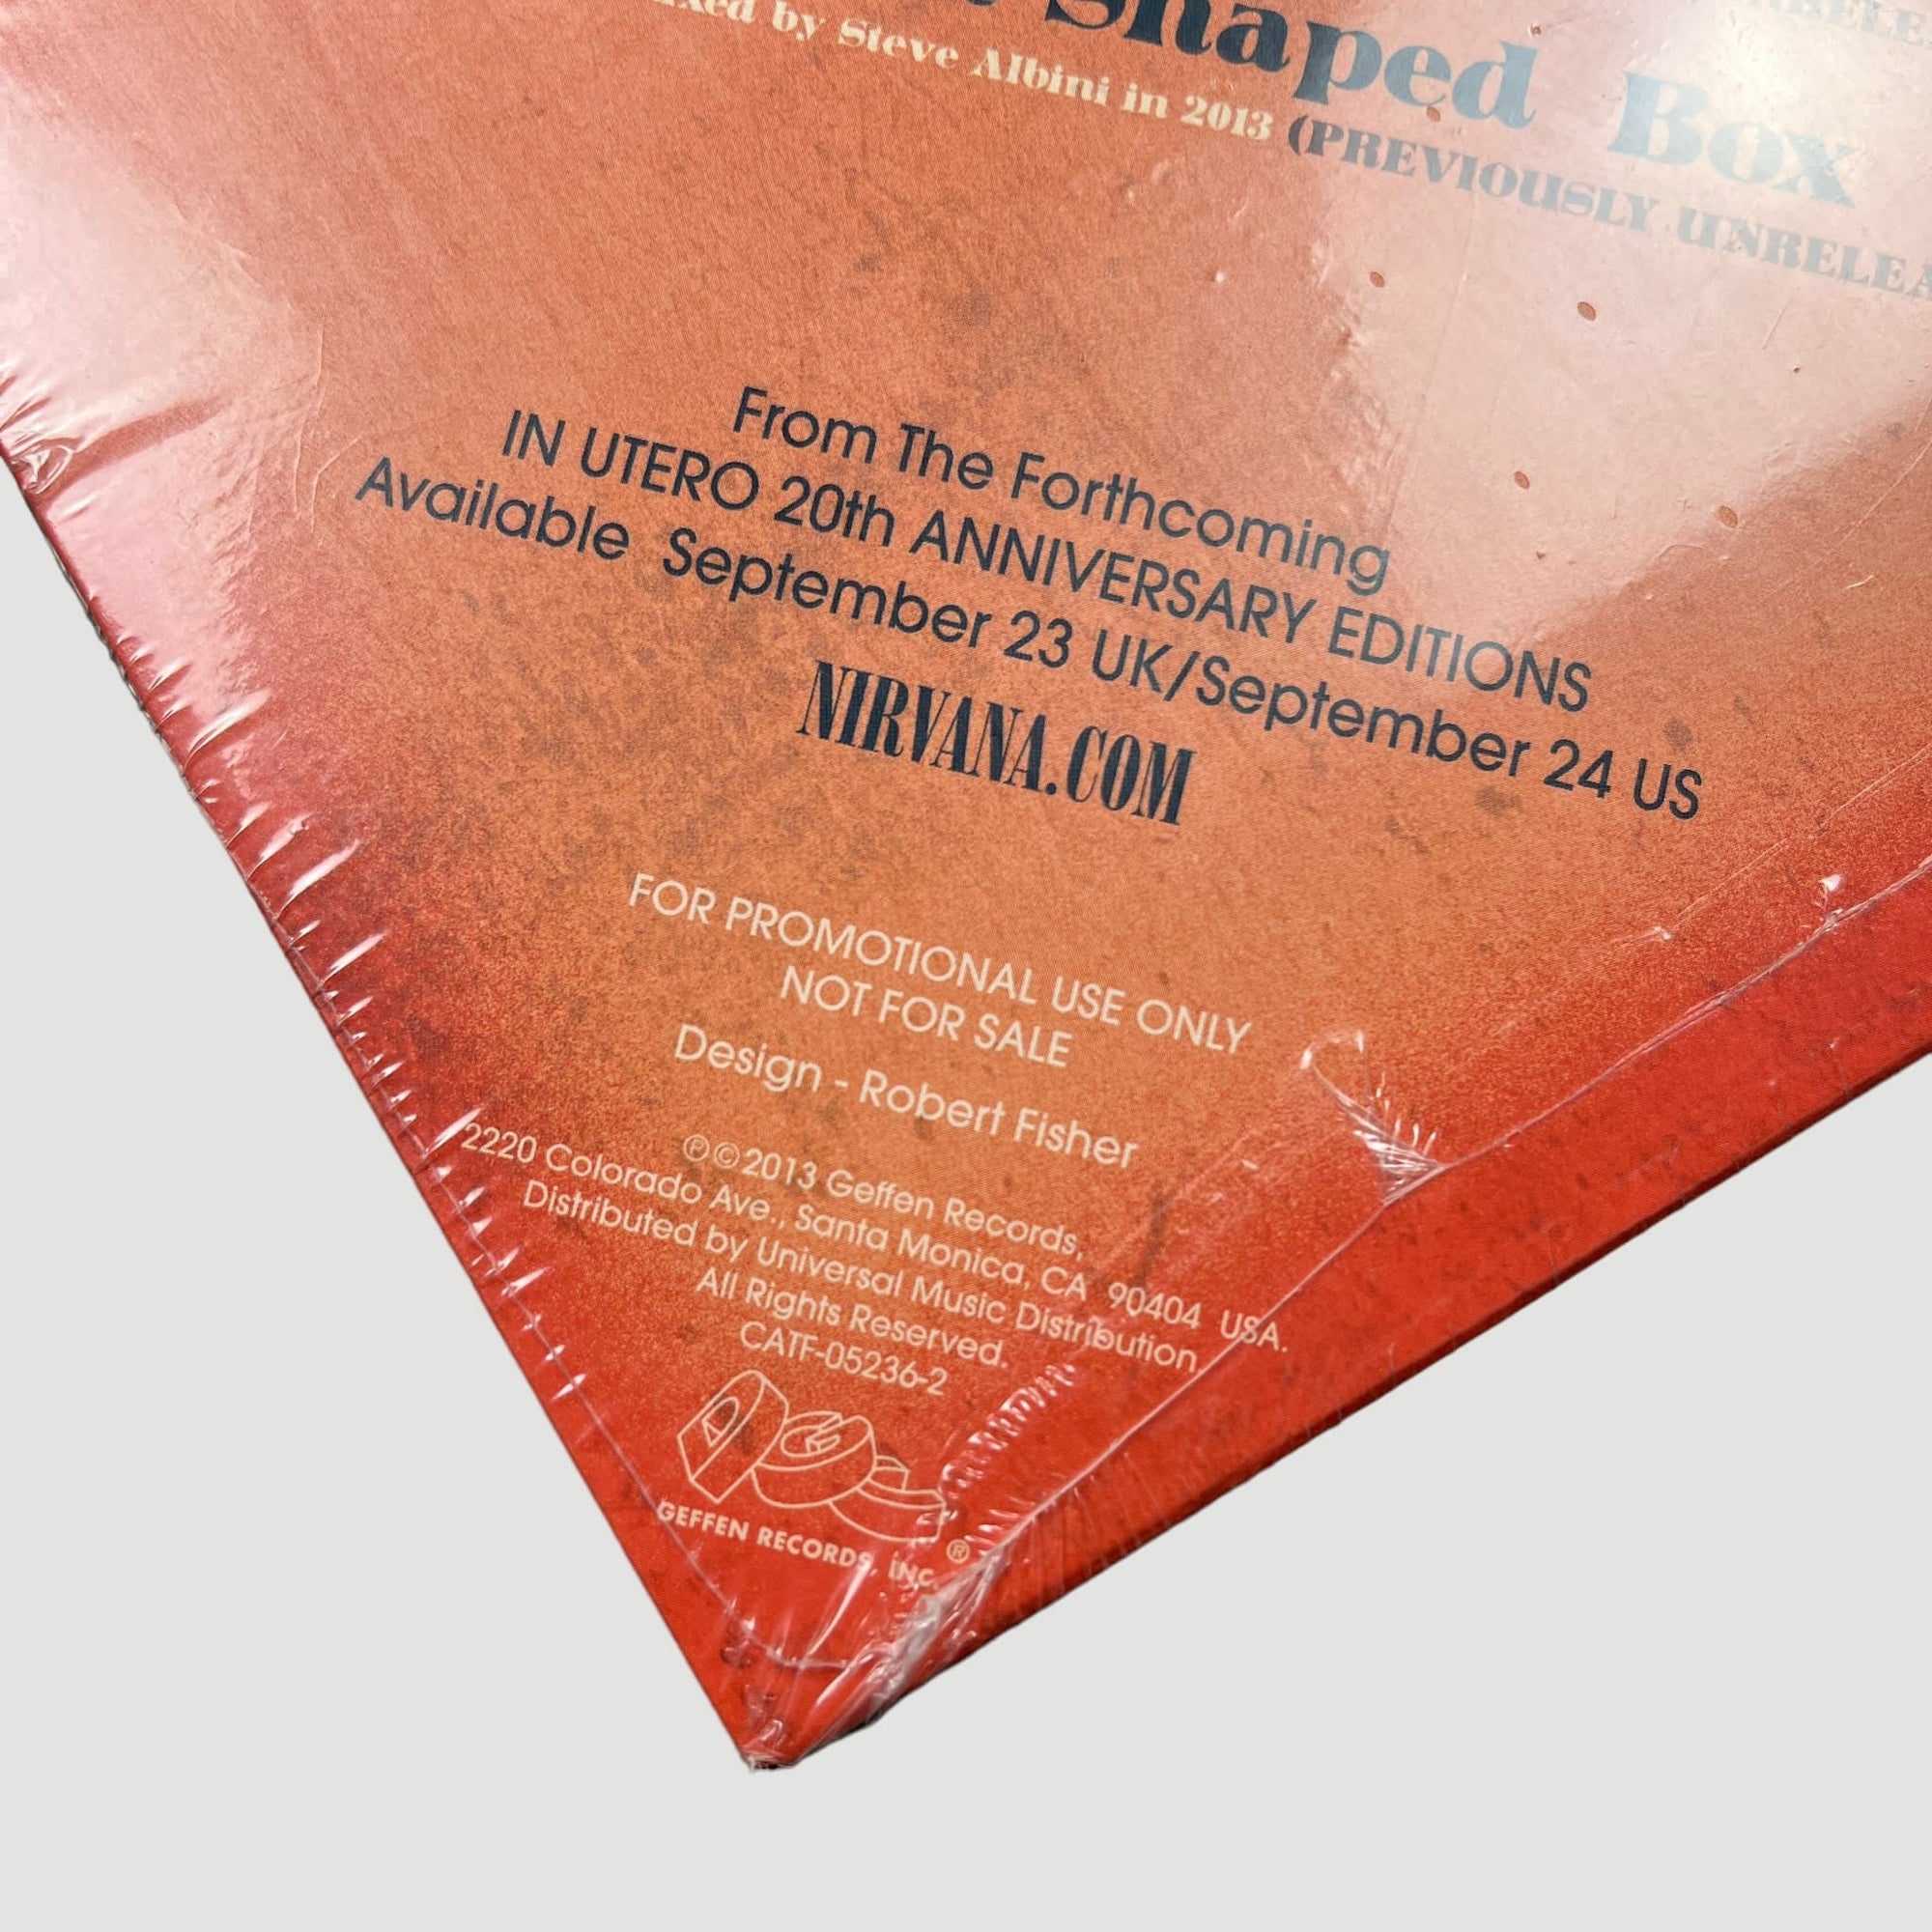 Shaped Box
by Steve Albini in 2013 (PREVIOUSLY
From The Forthcoming
IN UTERO 20th ANNIVERSARY EDITIONS
Available September 23 UK/September 24 US
NIRVANA.COM
FOR PROMOTIONAL USE ONLY
NOT FOR SALE
Design - Robert Fisher
℗©2013 Geffen Records,
2220 Colorado Ave., Santa Monica, CA 90404 USA.
Distributed by Universal Music Distribution.
All Rights Reserved.
CATF-05236-2
GEFFEN RECORDS, INC.®